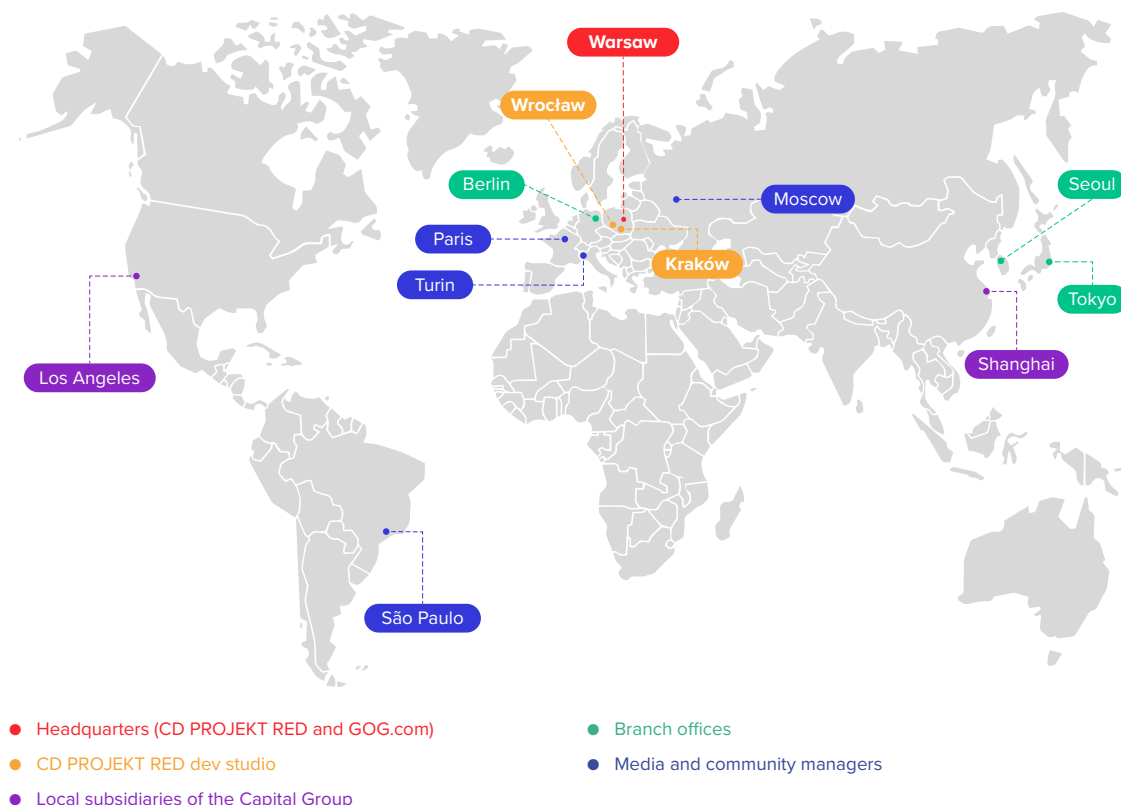 Warsaw
Wrocław
Berlin
Moscow
Seoul
Paris
Kraków
Turin
Tokyo
Shanghai
Los Angeles
São Paulo
Headquarters (CD PROJEKT RED and GOG.com)
CD PROJEKT RED dev studio
Local subsidiaries of the Capital Group
Branch offices
Media and community managers